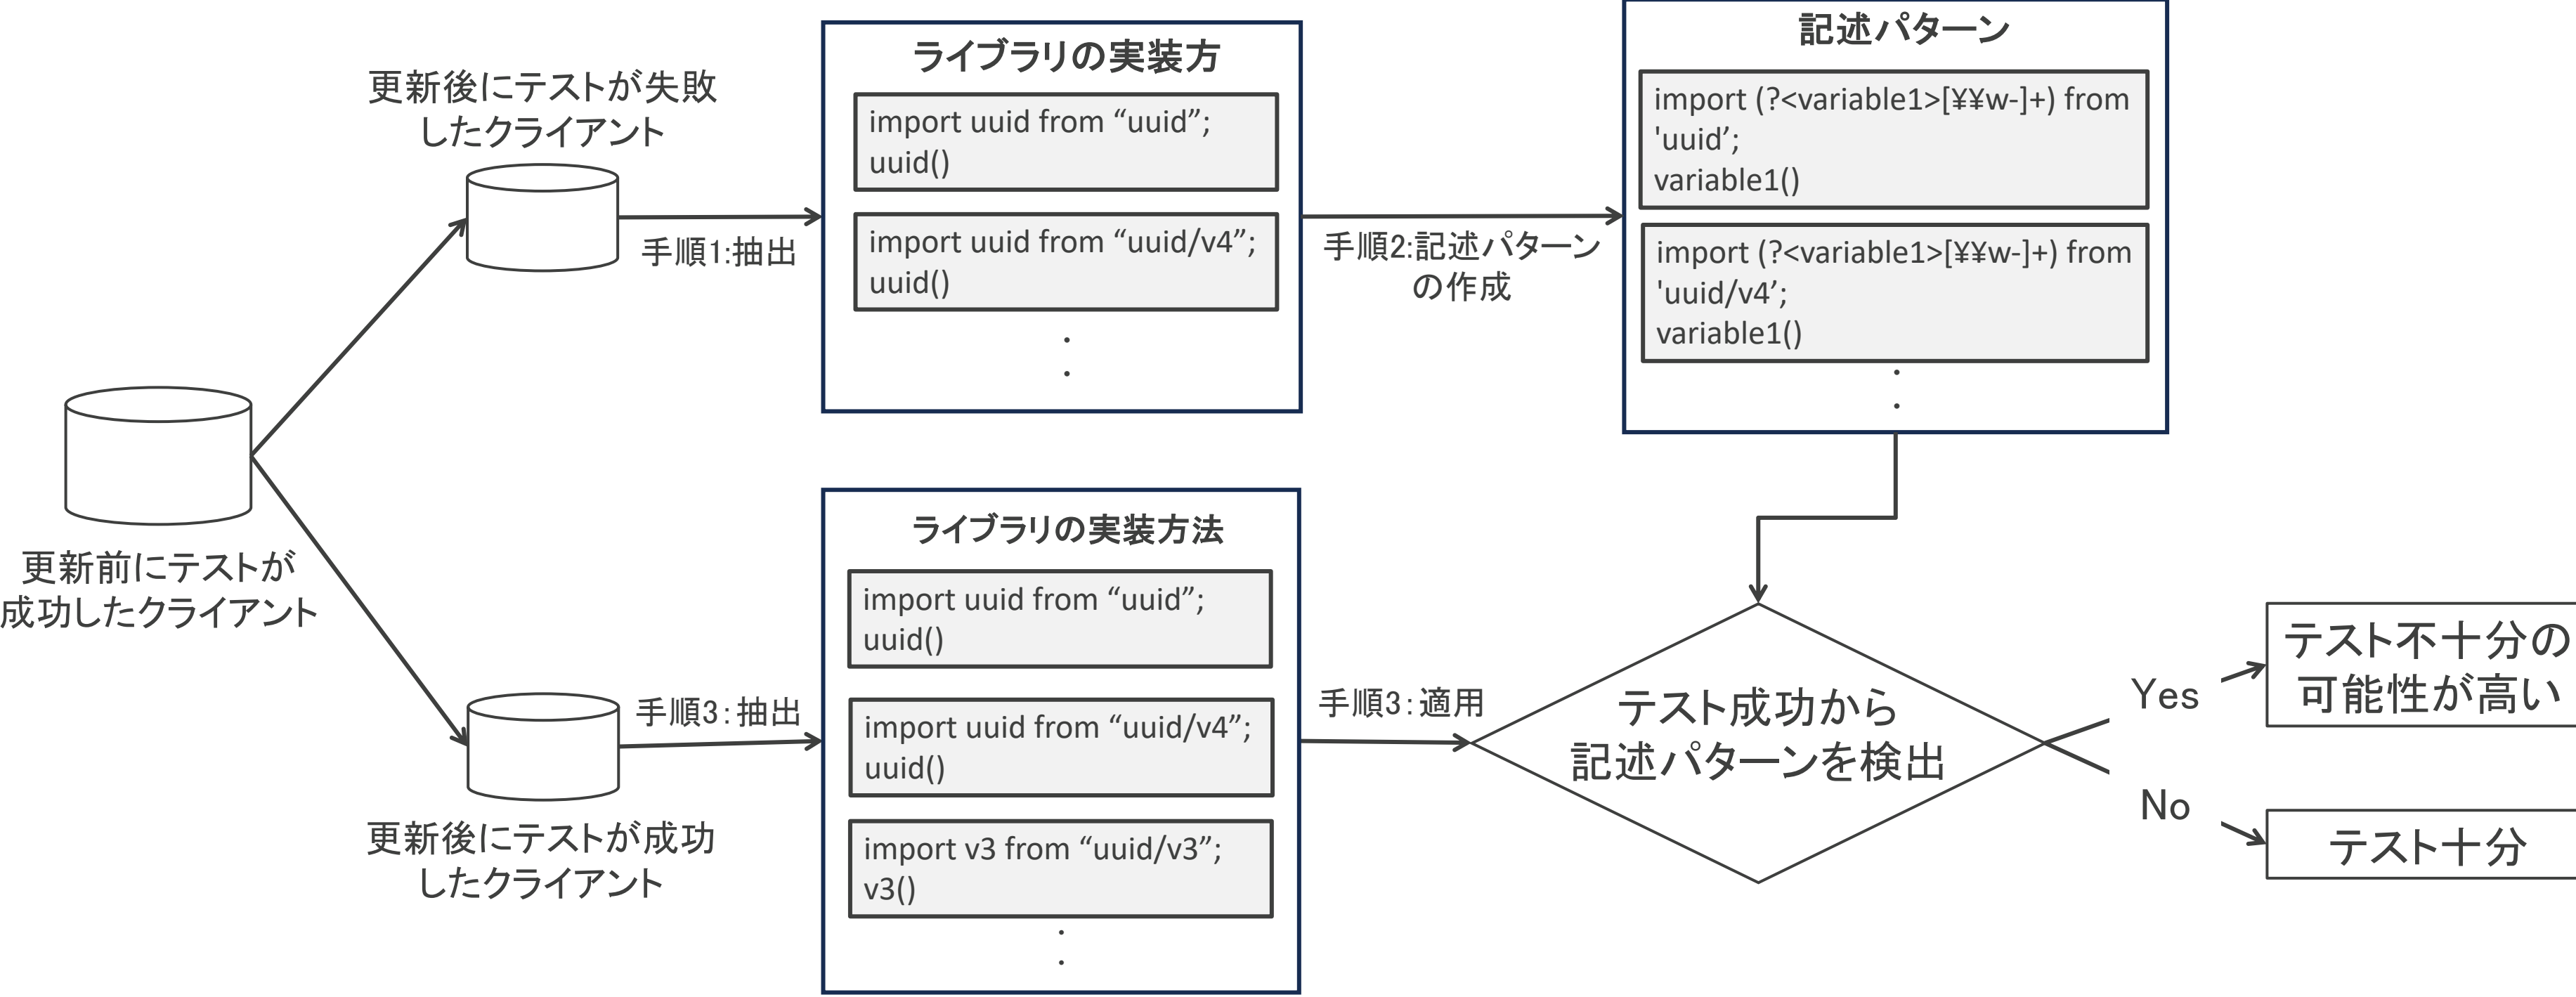 更新前にテストが
成功したクライアント
更新後にテストが失敗
したクライアント
手順1:抽出
ライブラリの実装方
import uuid from “uuid”;
uuid()
import uuid from “uuid/v4”;
uuid()
.
.
手順2:記述パターン
の作成
記述パターン
import (?<variable1>[¥¥w-]+) from
'uuid’;
variable1()
import (?<variable1>[¥¥w-]+) from
'uuid/v4’;
variable1()
.
.
更新後にテストが成功
したクライアント
手順3:抽出
ライブラリの実装方法
import uuid from “uuid”;
uuid()
import uuid from “uuid/v4”;
uuid()
import v3 from “uuid/v3”;
v3()
.
.
手順3:適用
テスト成功から
記述パターンを検出
Yes
テスト不十分の
可能性が高い
No
テスト十分